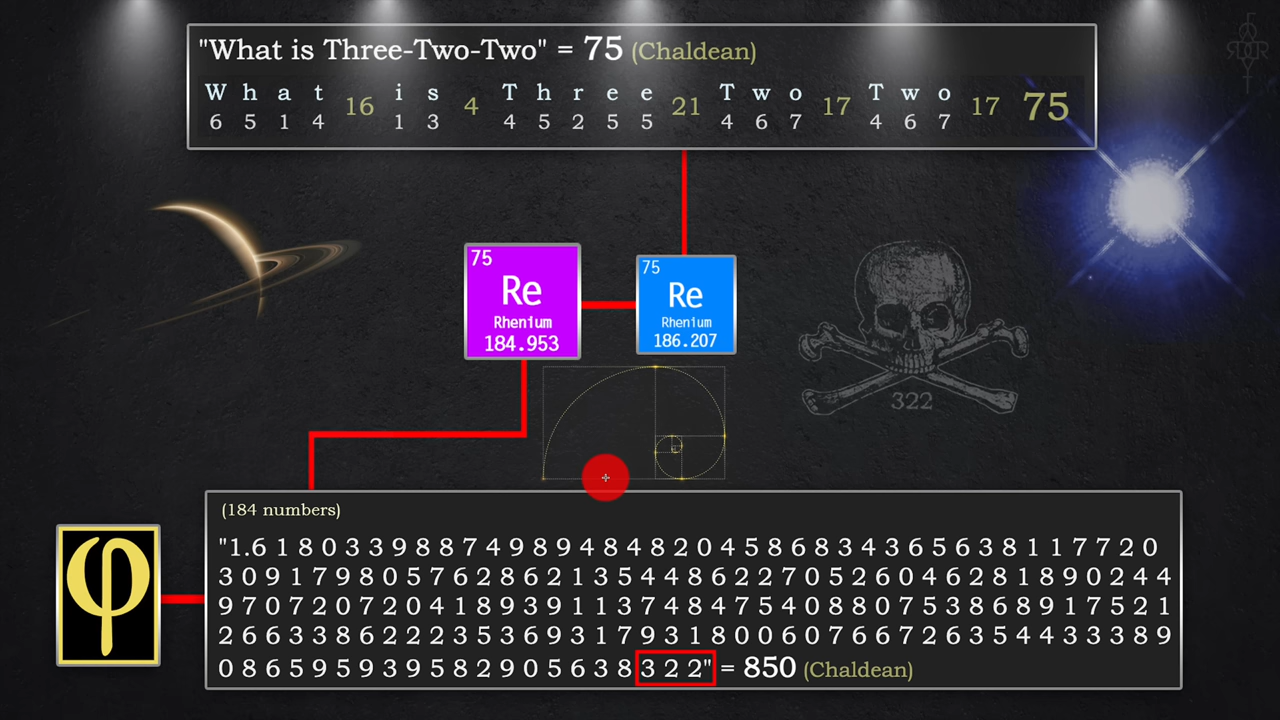 "What is Three-Two-Two" = 75 (Chaldean)
W h a t 16 i s 4 T h r e e 21 T w o 17 T w o 17 75
6 5 1 4 1 3 4 5 2 5 5 4 6 7 4 6 7
75
Re
Rhenium
184.953
75
Re
Rhenium
186.207
322
(184 numbers)
"1.6 1 8 0 3 3 9 8 8 7 4 9 8 9 4 8 4 8 2 0 4 5 8 6 8 3 4 3 6 5 6 3 8 1 1 7 7 2 0
3 0 9 1 7 9 8 0 5 7 6 2 8 6 2 1 3 5 4 4 8 6 2 2 7 0 5 2 6 0 4 6 2 8 1 8 9 0 2 4 4
9 7 0 7 2 0 7 2 0 4 1 8 9 3 9 1 1 3 7 4 8 4 7 5 4 0 8 8 0 7 5 3 8 6 8 9 1 7 5 2 1
2 6 6 3 3 8 6 2 2 2 3 5 3 6 9 3 1 7 9 3 1 8 0 0 6 0 7 6 6 7 2 6 3 5 4 4 3 3 3 8 9
0 8 6 5 9 5 9 3 9 5 8 2 9 0 5 6 3 8 3 2 2" = 850 (Chaldean)
φ